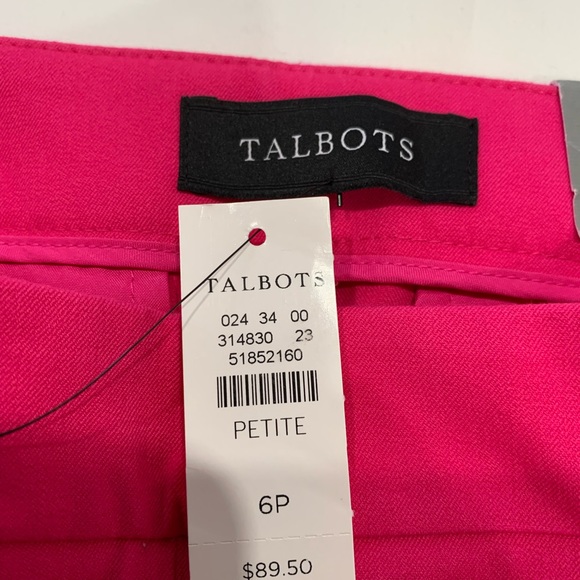 TALBOTS
TALBOTS
024 34 00
314830 23
51852160
PETITE
6P
$89.50